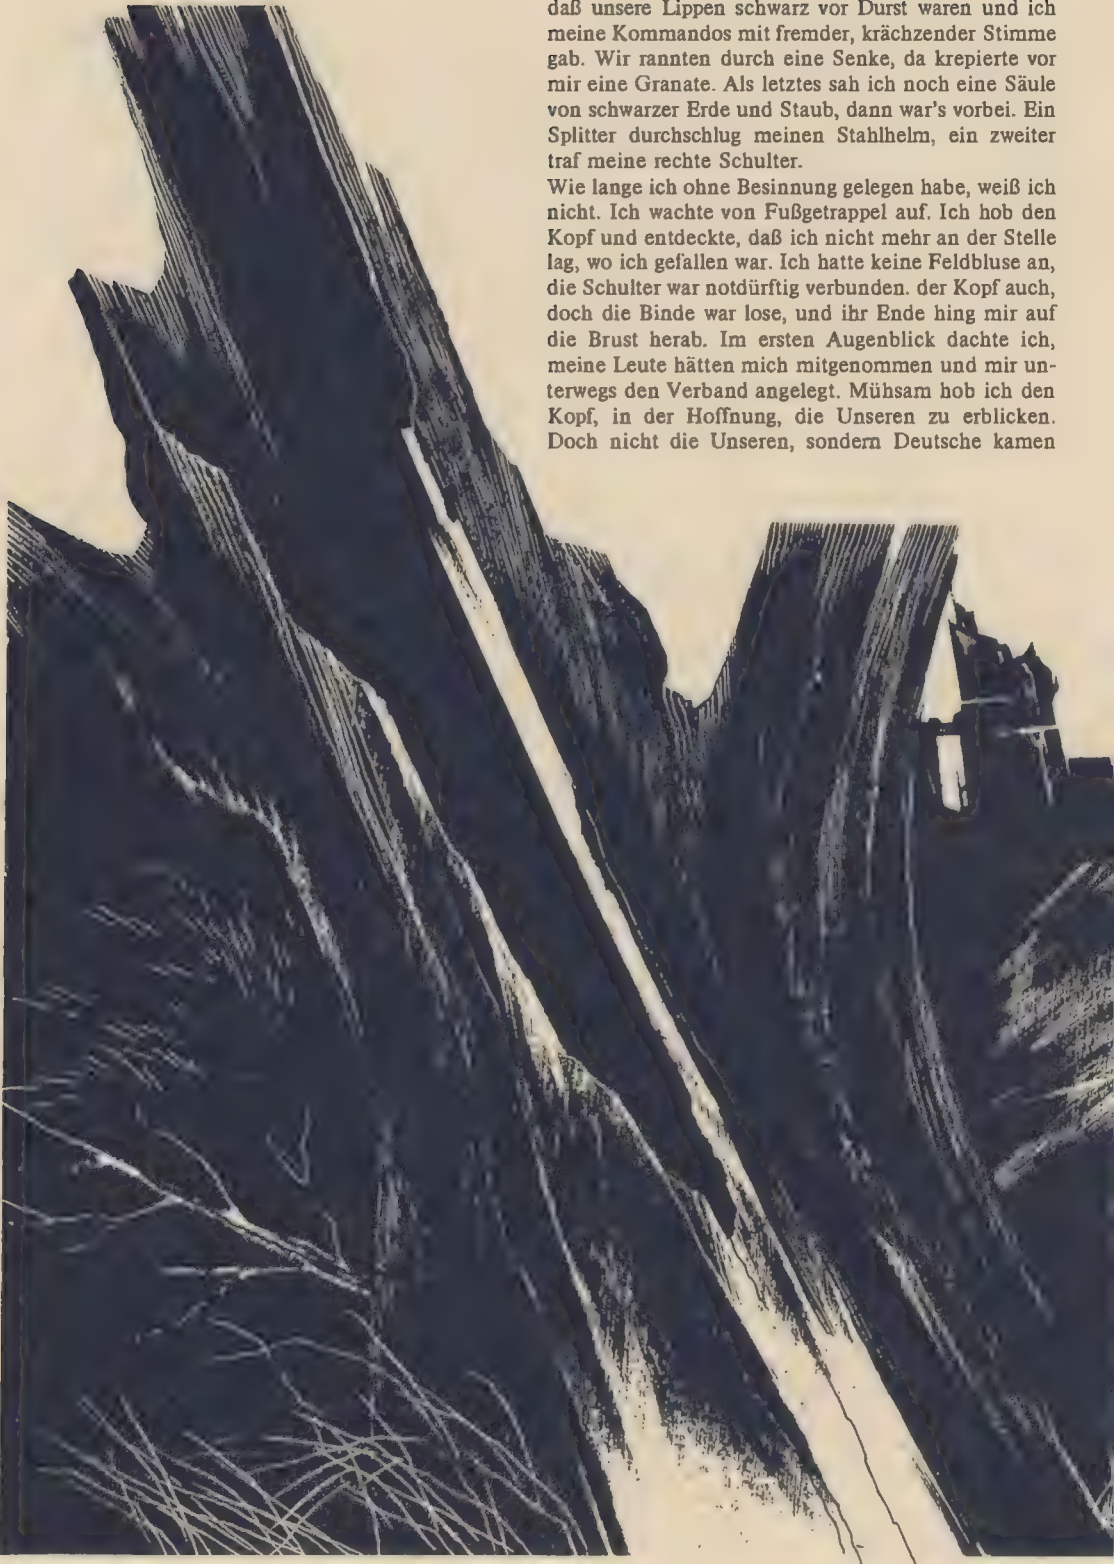 daß unsere Lippen schwarz vor Durst waren und ich
meine Kommandos mit fremder, krächzender Stimme
gab. Wir rannten durch eine Senke, da krepierte vor
mir eine Granate. Als letztes sah ich noch eine Säule
von schwarzer Erde und Staub, dann war's vorbei. Ein
Splitter durchschlug meinen Stahlhelm, ein zweiter
traf meine rechte Schulter.
Wie lange ich ohne Besinnung gelegen habe, weiß ich
nicht. Ich wachte von Fußgetrappel auf. Ich hob den
Kopf und entdeckte, daß ich nicht mehr an der Stelle
lag, wo ich gefallen war. Ich hatte keine Feldbluse an,
die Schulter war notdürftig verbunden. der Kopf auch,
doch die Binde war lose, und ihr Ende hing mir auf
die Brust herab. Im ersten Augenblick dachte ich,
meine Leute hätten mich mitgenommen und mir un-
terwegs den Verband angelegt. Mühsam hob ich den
Kopf, in der Hoffnung, die Unseren zu erblicken.
Doch nicht die Unseren, sondern Deutsche kamen